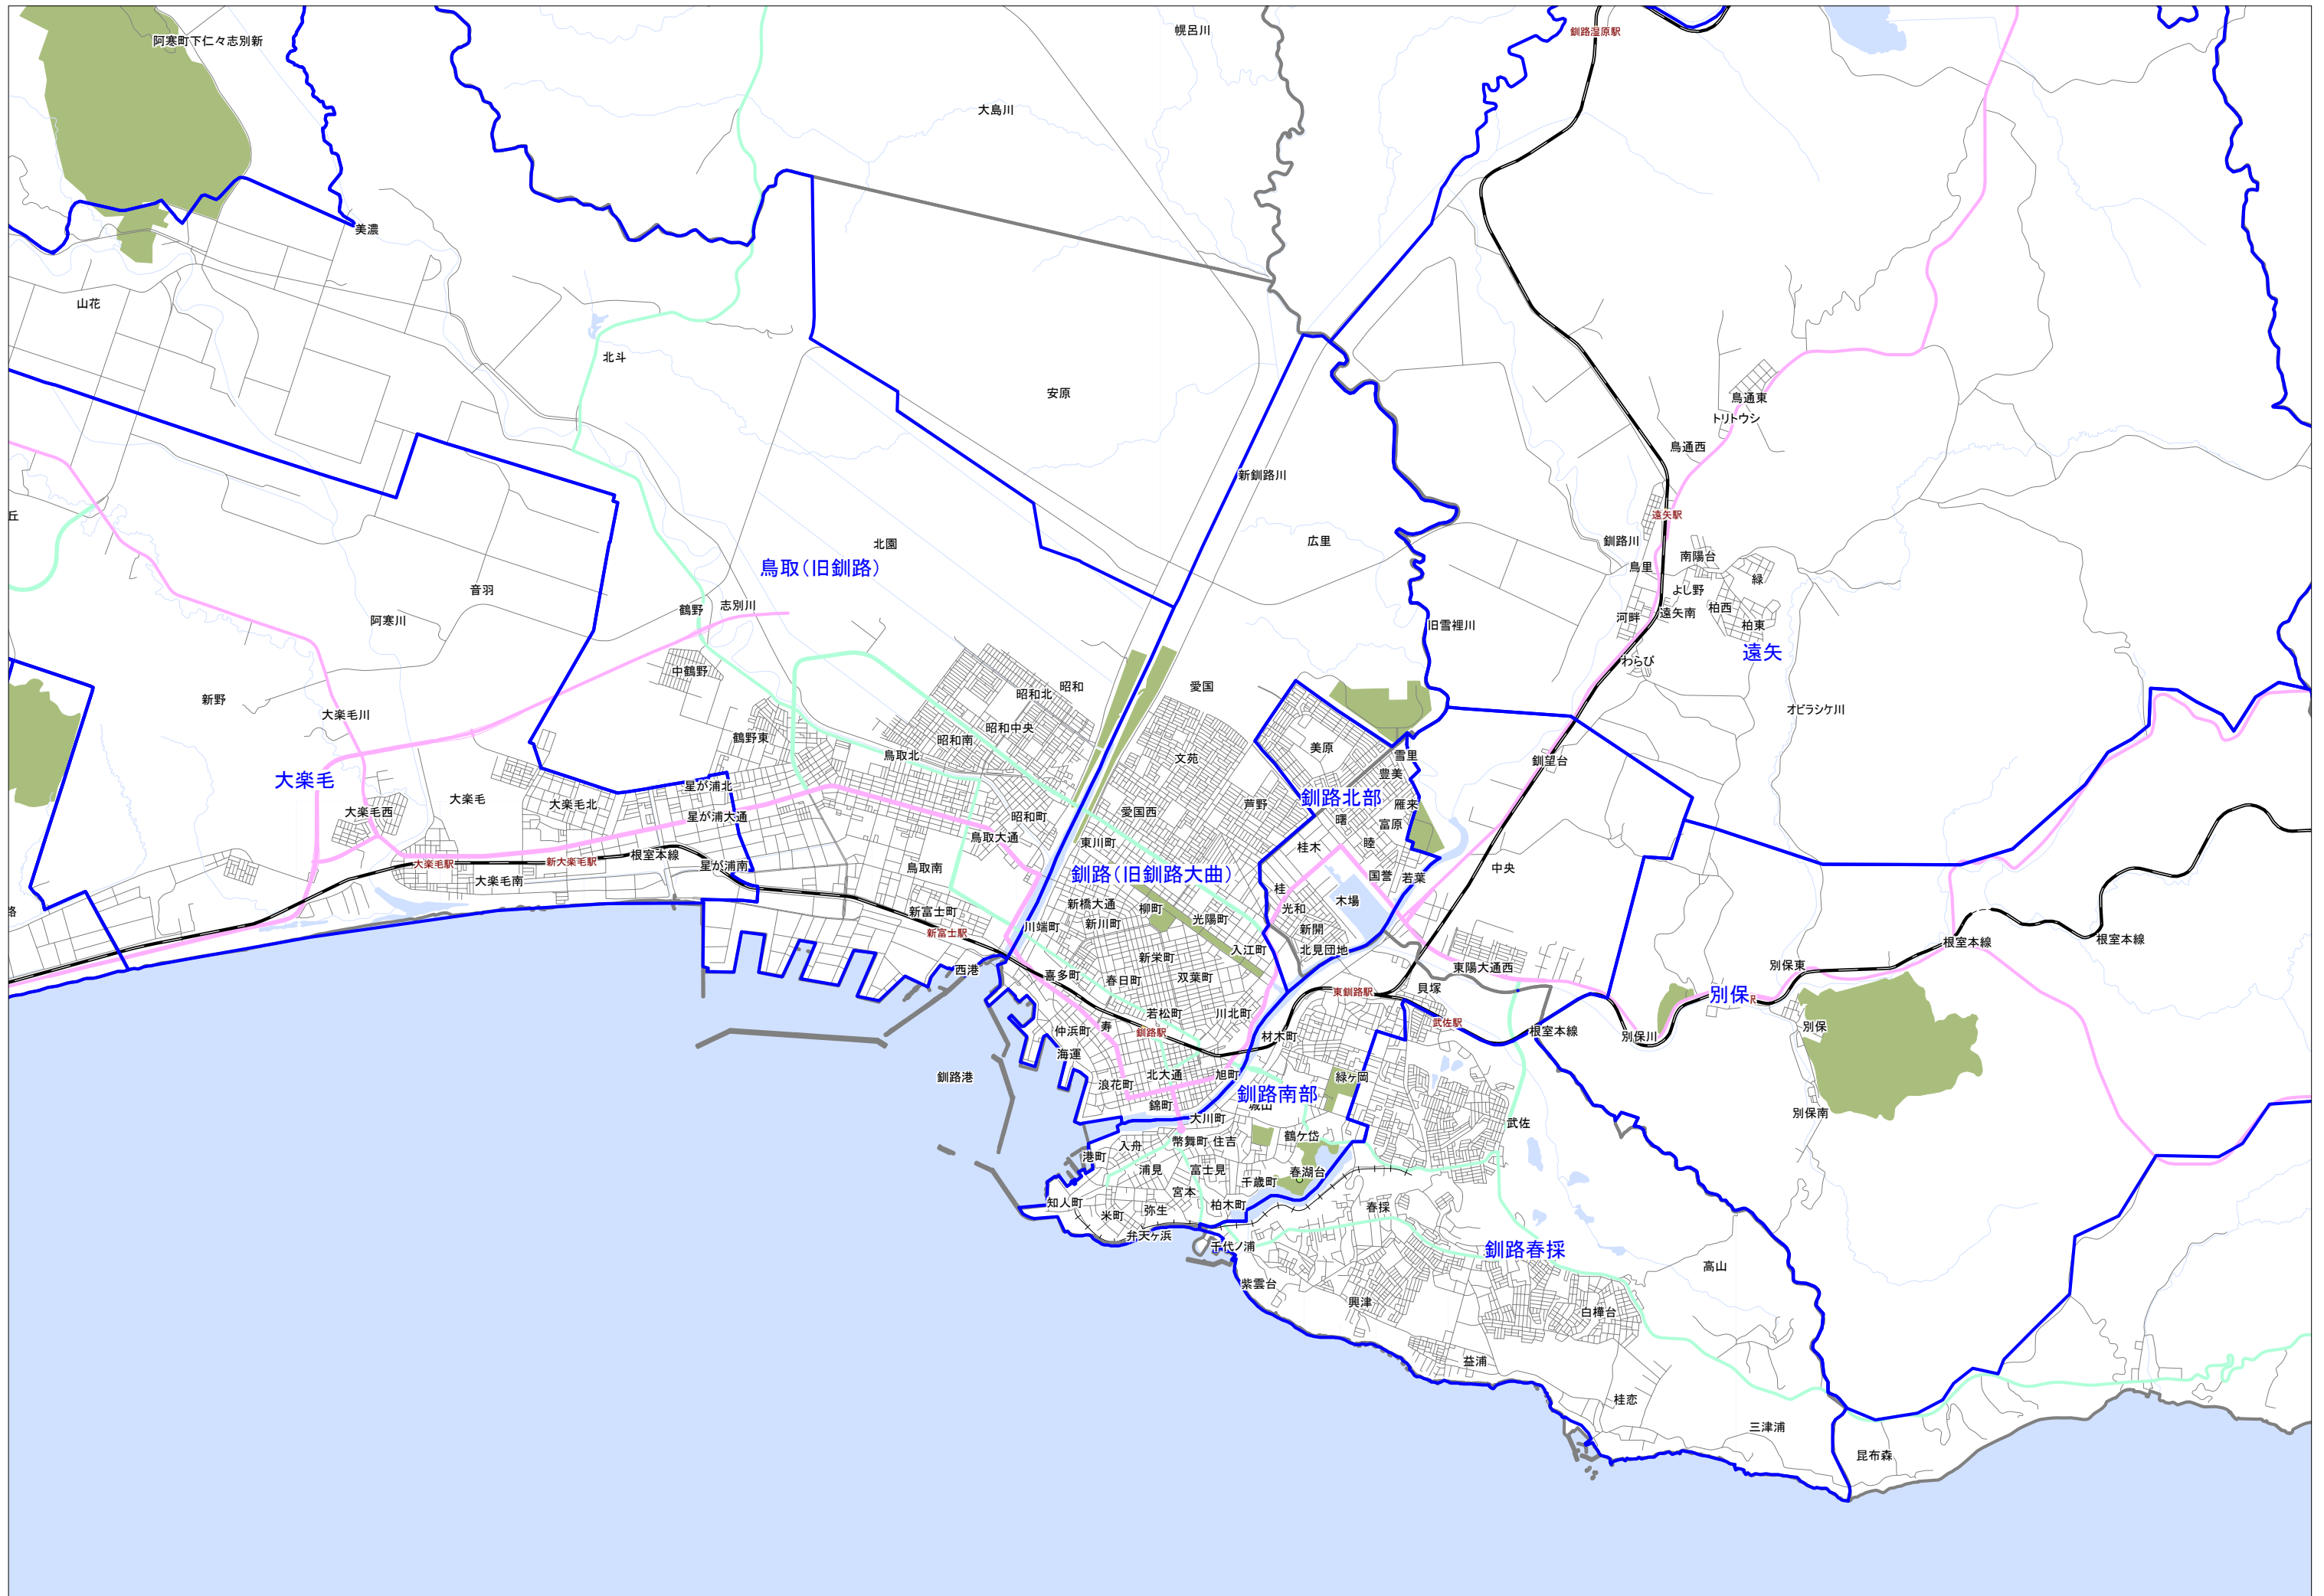 阿寒町下仁々志別新
幌呂川
釧路湿原駅
大島川
美濃
山花
北斗
安原
鳥通東
トリトウシ
鳥通西
新釧路川
丘
遠矢駅
北園
広里
釧路川
南陽台
鳥取(旧釧路)
鳥里
緑
音羽
よし野
志別川
鶴野
柏西
遠矢南
阿寒川
河畔
旧雪裡川
柏東
遠矢
わらび
中鶴野
昭和
愛国
昭和北
新野
オビラシケ川
大楽毛川
昭和中央
鶴野東
昭和南
美原
鳥取北
雪里
文苑
釧望台
豊美
大楽毛
星が浦北
釧路北部
大楽毛
大楽毛北
芦野
雁来
大楽毛西
愛国西
星が浦大通
昭和町
曙
富原
鳥取大通
東川町
睦
桂木
根室本線
大楽毛駅
新大楽毛駅
星が浦南
鳥取南
中央
釧路(旧釧路大曲)
国誉
若葉
大楽毛南
桂
木場
新橋大通
柳町
光和
路
新富士町
光陽町
新川町
川端町
新開
新富士駅
根室本線
根室本線
入江町
北見団地
新栄町
別保東
西港
喜多町
双葉町
東陽大通西
春日町
貝塚
東釧路駅
別保
駅
若松町
川北町
武佐駅
寿
仲浜町
釧路駅
別保
根室本線
材木町
別保川
海運
釧路港
北大通
旭町
緑ヶ岡
浪花町
釧路南部
錦町
城山
別保南
大川町
武佐
鶴ケ岱
幣舞町
住吉
入舟
港町
浦見
富士見
春湖台
千歳町
宮本
知人町
柏木町
春採
弥生
米町
弁天ヶ浜
千代ノ浦
釧路春採
高山
紫雲台
興津
白樺台
益浦
桂恋
三津浦
昆布森